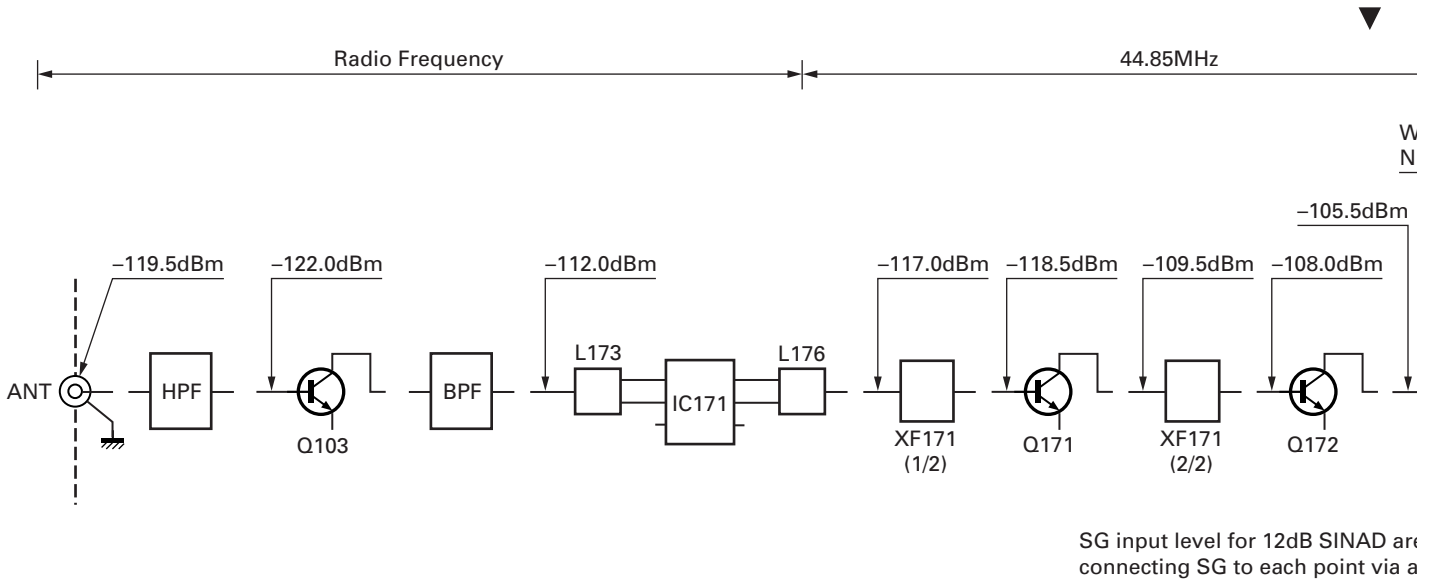 Radio Frequency
44.85MHz
W
N
–105.5dBm
–119.5dBm
–122.0dBm
–112.0dBm
–117.0dBm
–118.5dBm
–109.5dBm
–108.0dBm
L173
L176
ANT
HPF
BPF
IC171
Q103
XF171
(1/2)
Q171
XF171
(2/2)
Q172
SG input level for 12dB SINAD are
connecting SG to each point via a